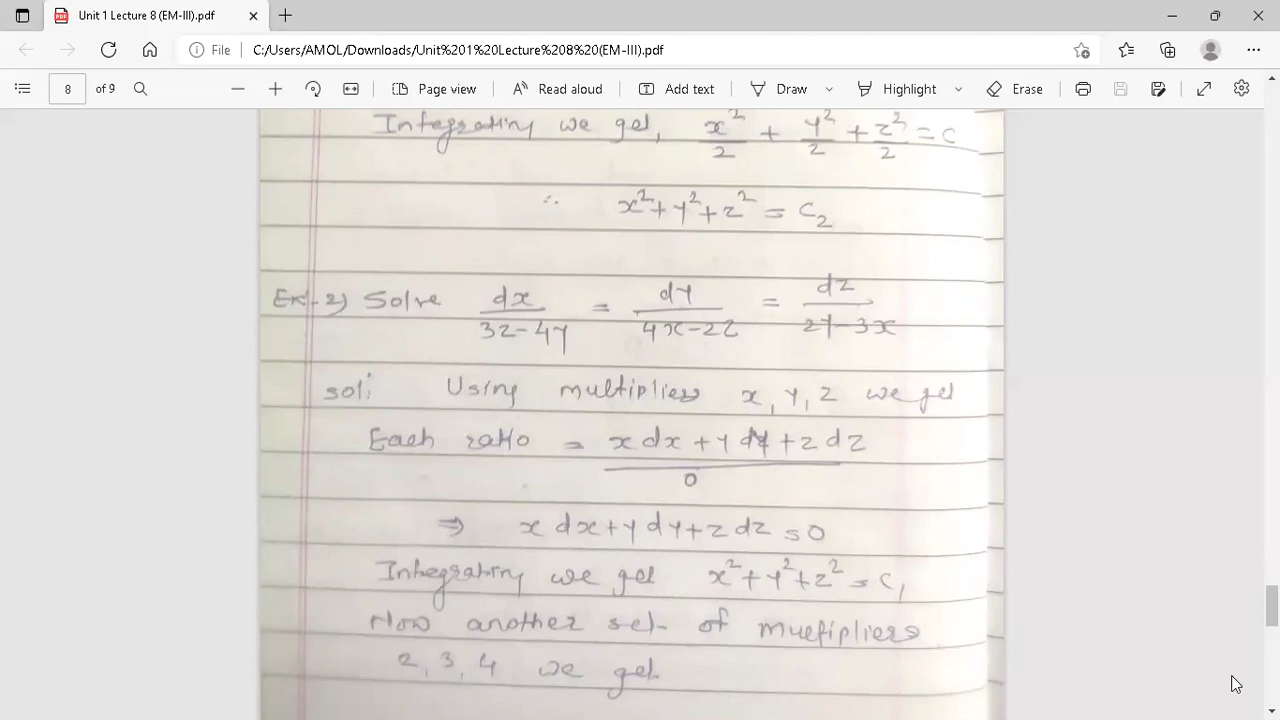 Unit 1 Lecture 8 (EM-III).pdf
File C:/Users/AMOL/Downloads/Unit%201%20Lecture%208%20(EM-III).pdf
8 of 9 Page view Read aloud Add text Draw Highlight Erase
Integrating we get, x²/2 + y²/2 + z²/2 = C
∴ x²+y²+z² = C₂
Ex-2) Solve dx/(3z-4y) = dy/(4x-2z) = dz/(2y-3x)
sol: Using multipliers x, y, z we get
Each ratio = (x dx + y dy + z dz)/0
⇒ x dx + y dy + z dz = 0
Integrating we get x²+y²+z² = C₁
Now another set of multipliers
2, 3, 4 we get